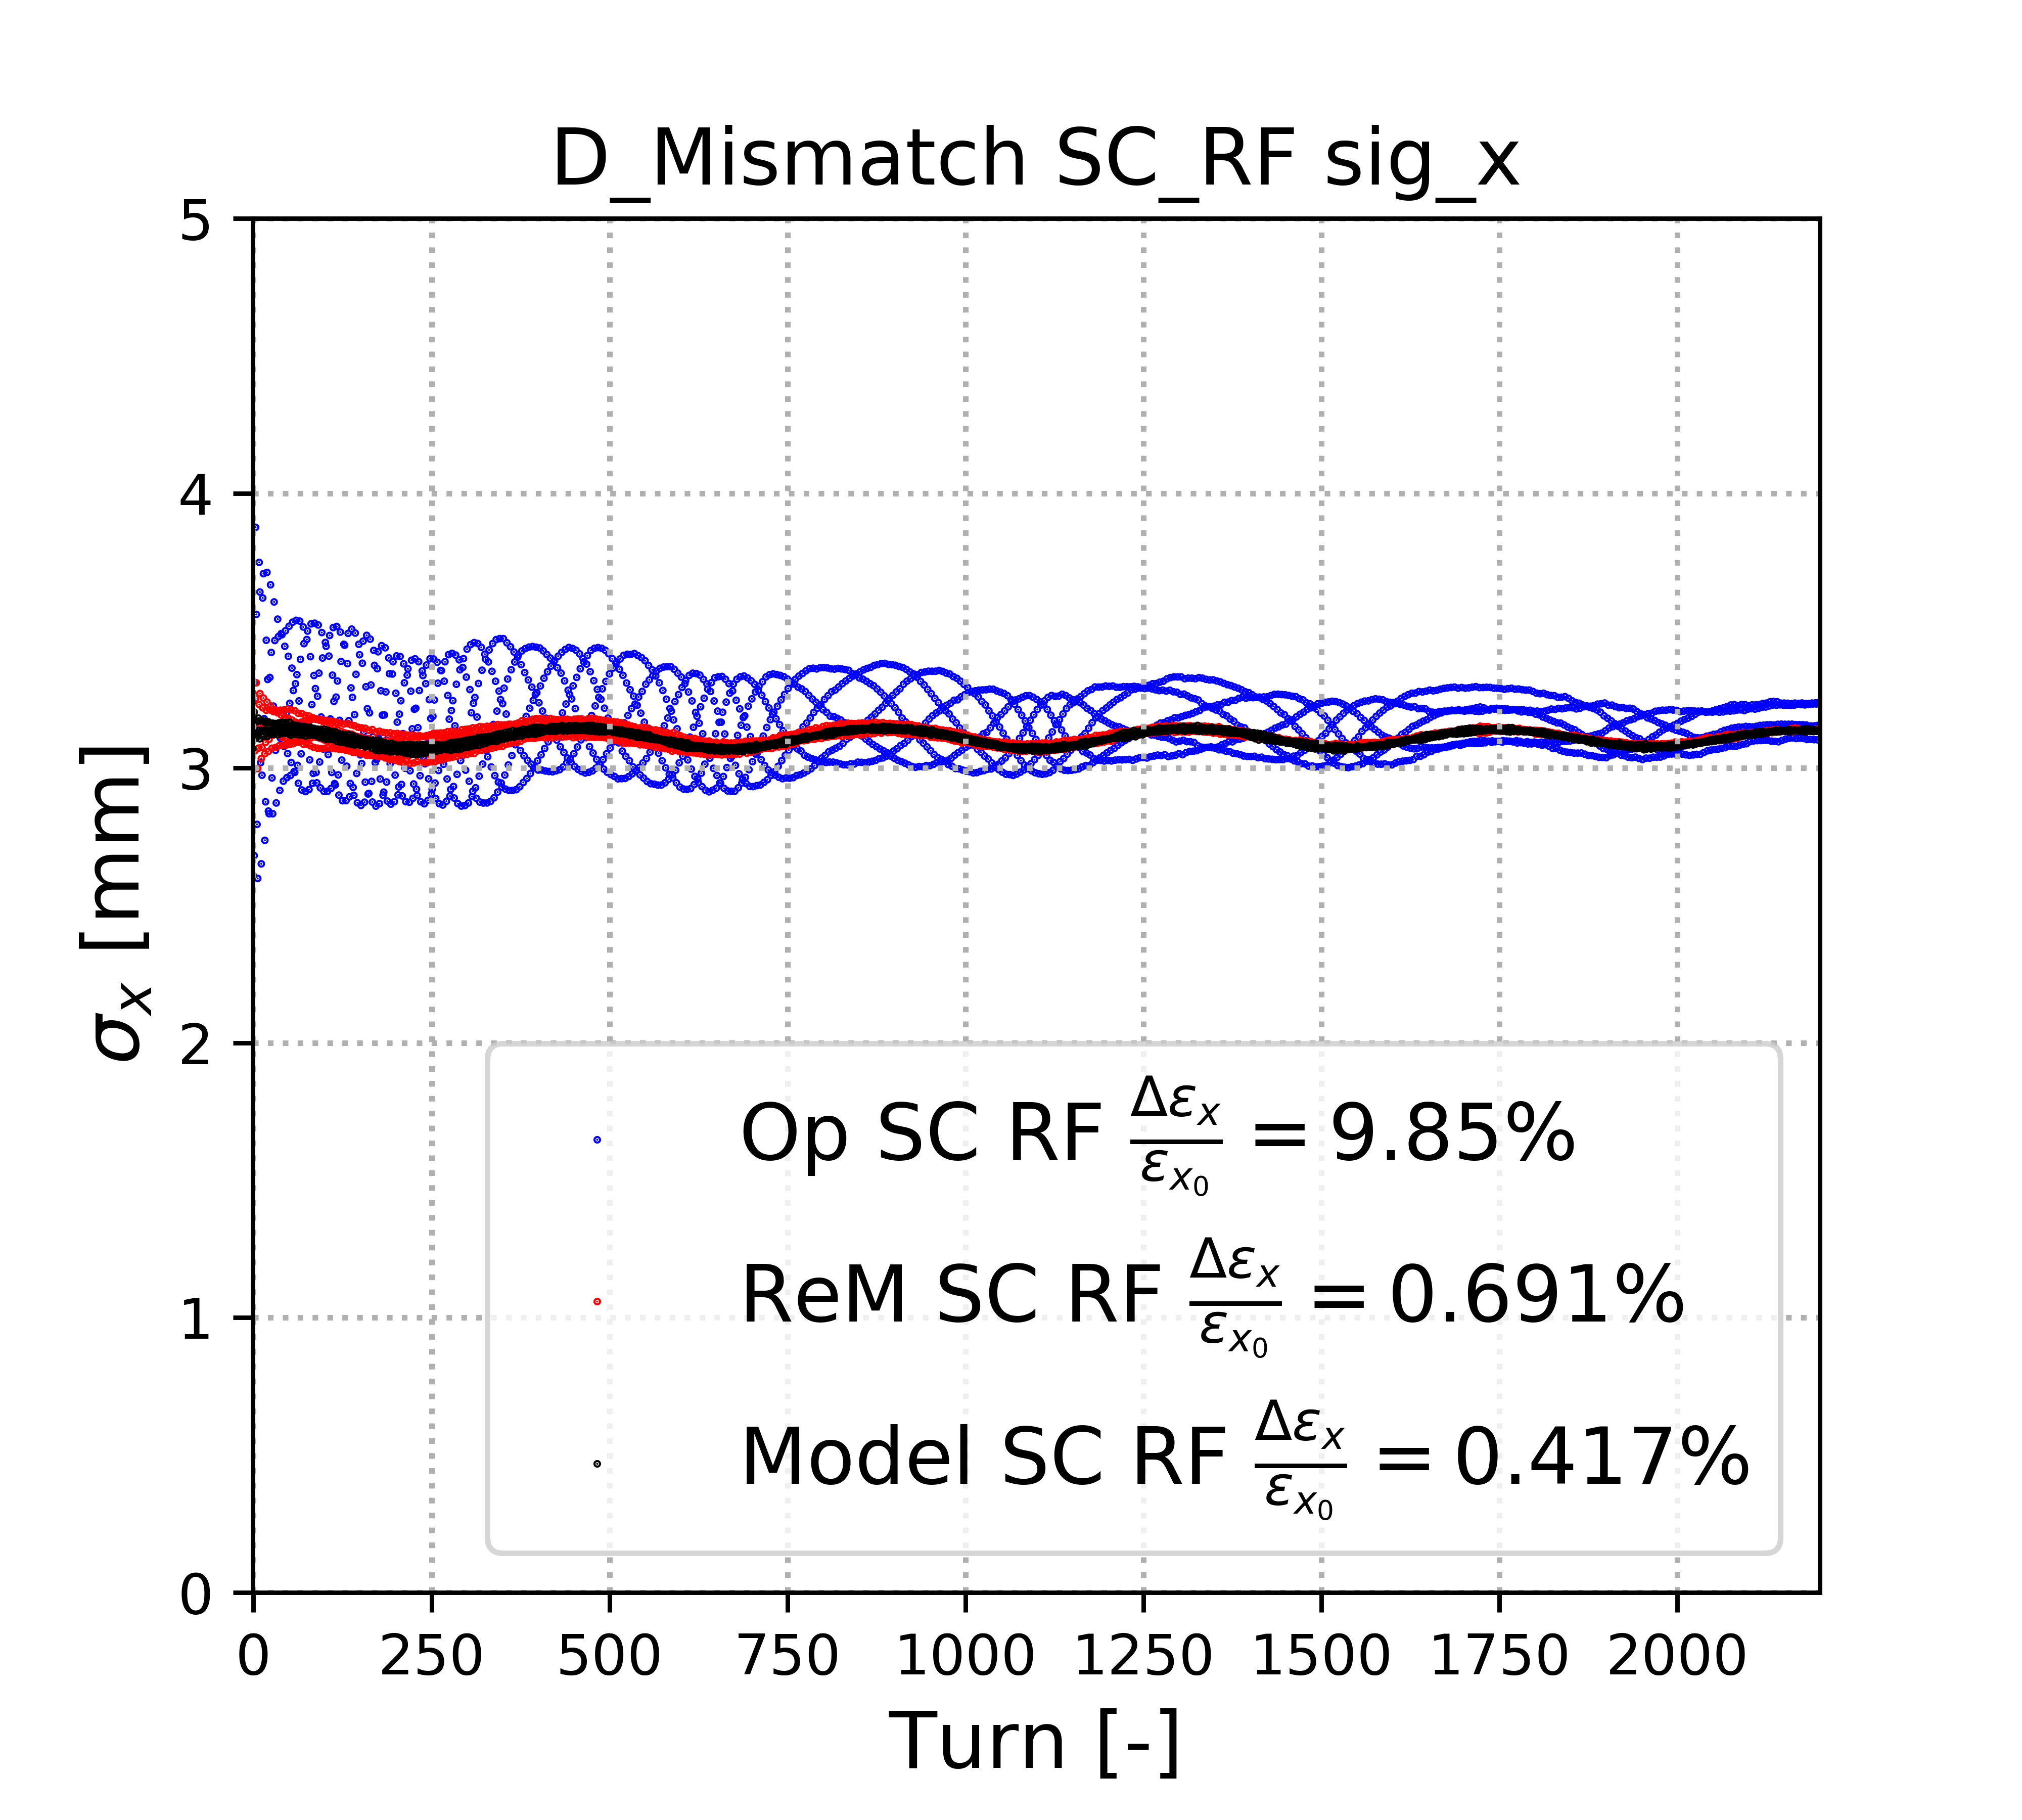 D_Mismatch SC_RF sig_x
5
4
3
2
1
0
σx [mm]
Op SC RF Δεx/εx0 = 9.85%
ReM SC RF Δεx/εx0 = 0.691%
Model SC RF Δεx/εx0 = 0.417%
0 250 500 750 1000 1250 1500 1750 2000
Turn [-]